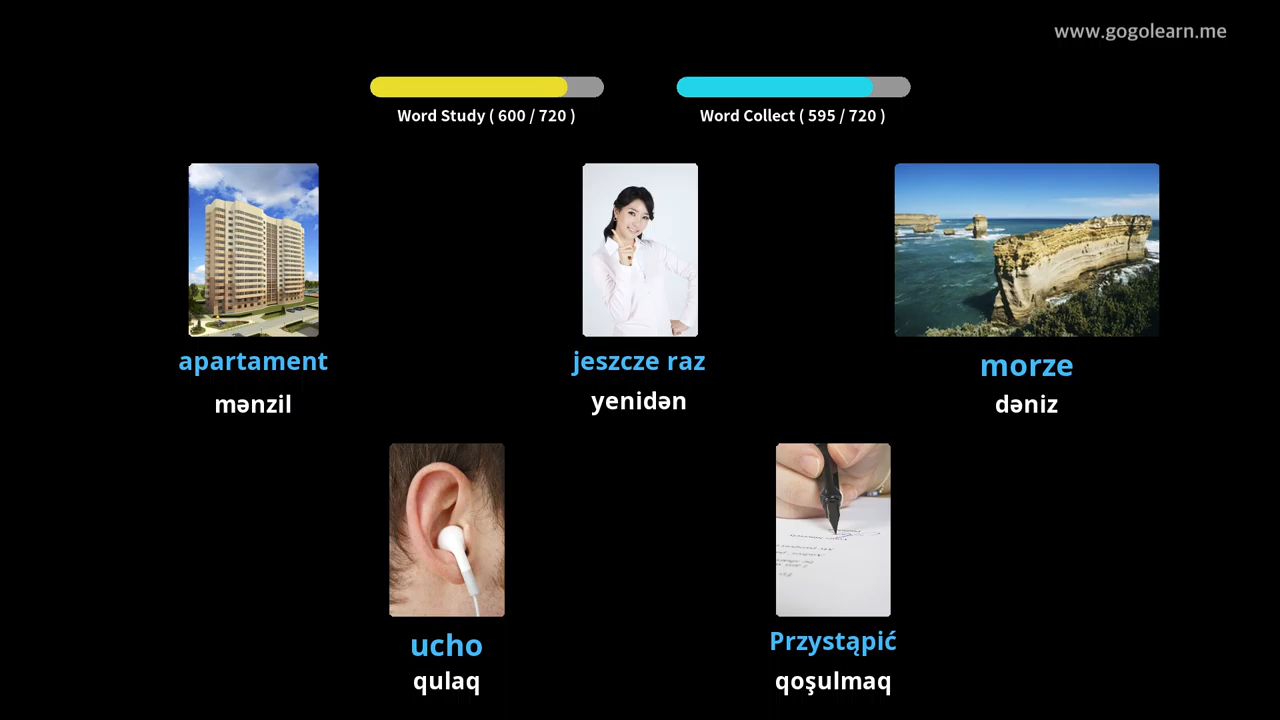 www.gogolearn.me
Word Study ( 600 / 720 )
Word Collect ( 595 / 720 )
apartament
mənzil
jeszcze raz
yenidən
morze
dəniz
ucho
qulaq
Przystąpić
qoşulmaq